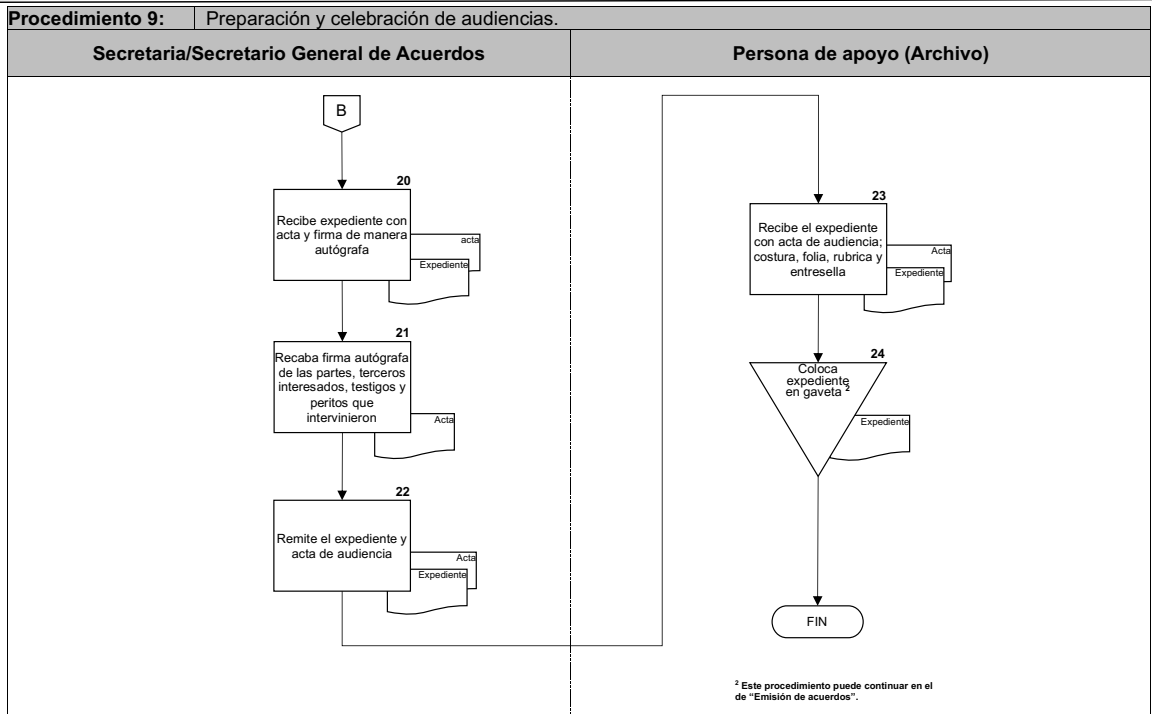 Procedimiento 9: Preparación y celebración de audiencias.
Secretaria/Secretario General de Acuerdos
Persona de apoyo (Archivo)
B
20
Recibe expediente con
acta y firma de manera
autógrafa
acta
Expediente
21
Recaba firma autógrafa
de las partes, terceros
interesados, testigos y
peritos que
intervinieron
Acta
22
Remite el expediente y
acta de audiencia
Acta
Expediente
23
Recibe el expediente
con acta de audiencia;
costura, folia, rubrica y
entresella
Acta
Expediente
24
Coloca
expediente
en gaveta ²
Expediente
FIN
² Este procedimiento puede continuar en el
de “Emisión de acuerdos”.